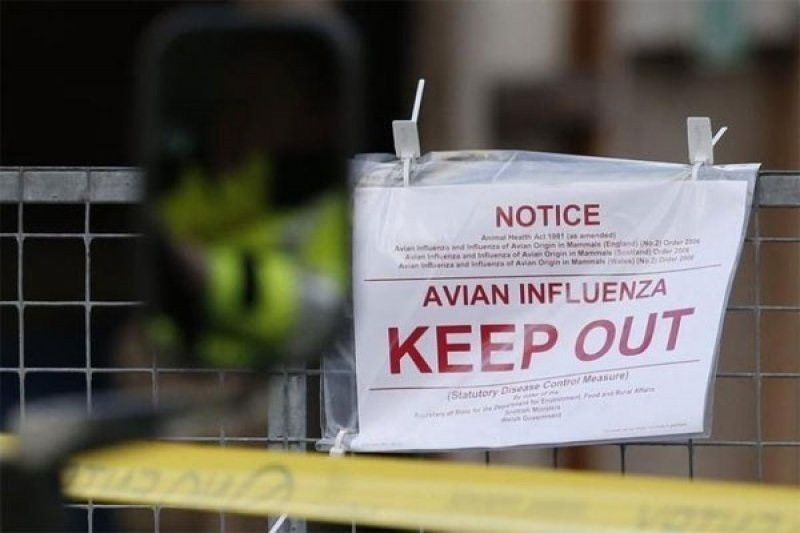 NOTICE
Animal Health Act 1981 (as amended)
Avian Influenza and Influenza of Avian Origin in Mammals (England) (No.2) Order 2006
Avian Influenza and Influenza of Avian Origin in Mammals (Scotland) Order 2006
Avian Influenza and Influenza of Avian Origin in Mammals (Wales) (No.2) Order 2006
AVIAN INFLUENZA
KEEP OUT
(Statutory Disease Control Measure)
By order of the
Secretary of State for the Department for Environment, Food and Rural Affairs
Scottish Ministers
Welsh Government